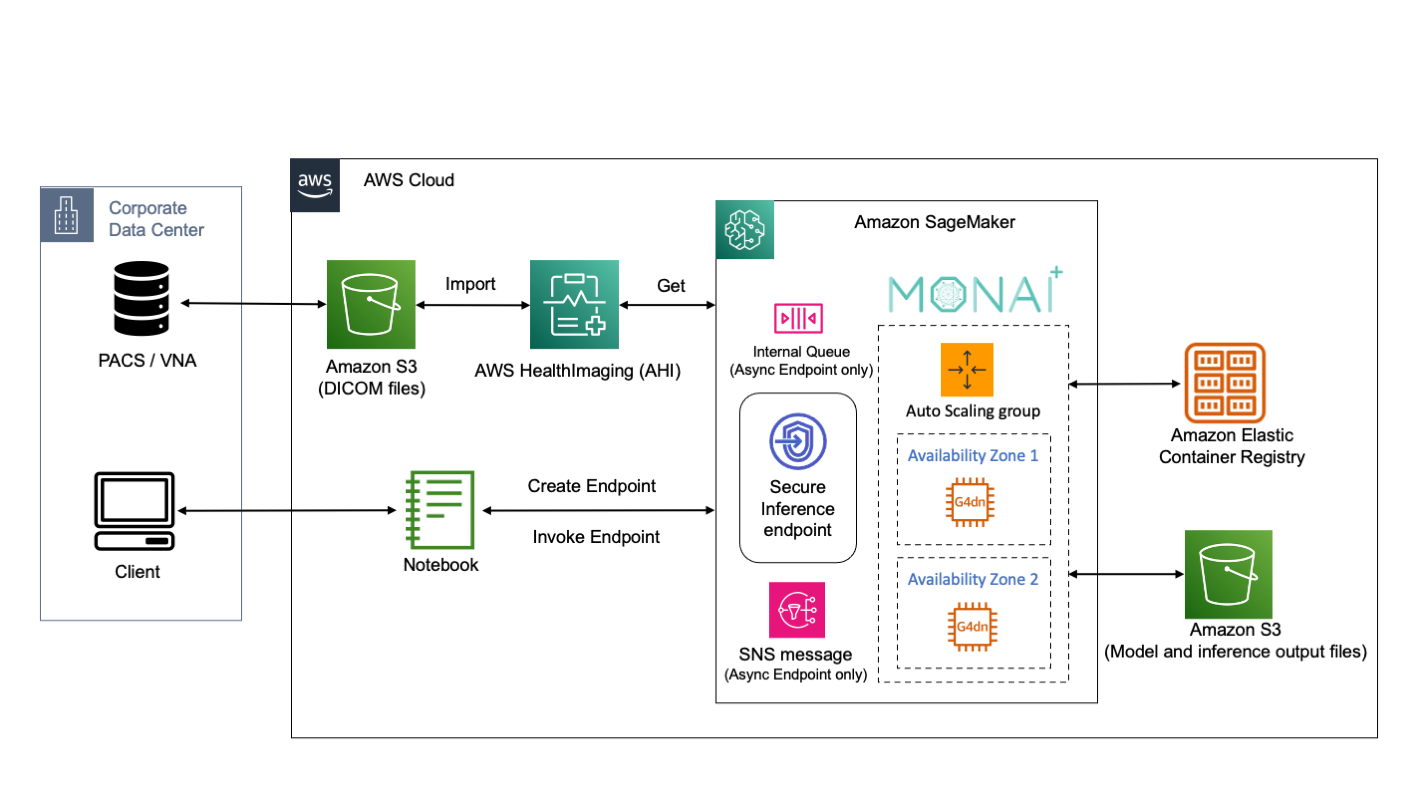 aws
AWS Cloud
Corporate
Data Center
PACS / VNA
Client
Amazon S3
(DICOM files)
Import
AWS HealthImaging (AHI)
Get
Notebook
Create Endpoint
Invoke Endpoint
Amazon SageMaker
MONAI+
Internal Queue
(Async Endpoint only)
Secure
Inference
endpoint
SNS message
(Async Endpoint only)
Auto Scaling group
Availability Zone 1
G4dn
Availability Zone 2
G4dn
Amazon Elastic
Container Registry
Amazon S3
(Model and inference output files)